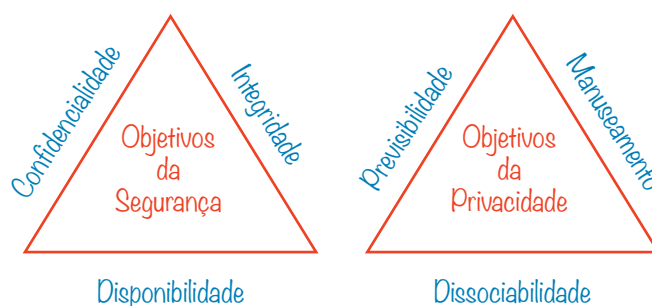 Confidencialidade
Integridade
Objetivos
da
Segurança
Disponibilidade
Previsibilidade
Manuseamento
Objetivos
da
Privacidade
Dissociabilidade